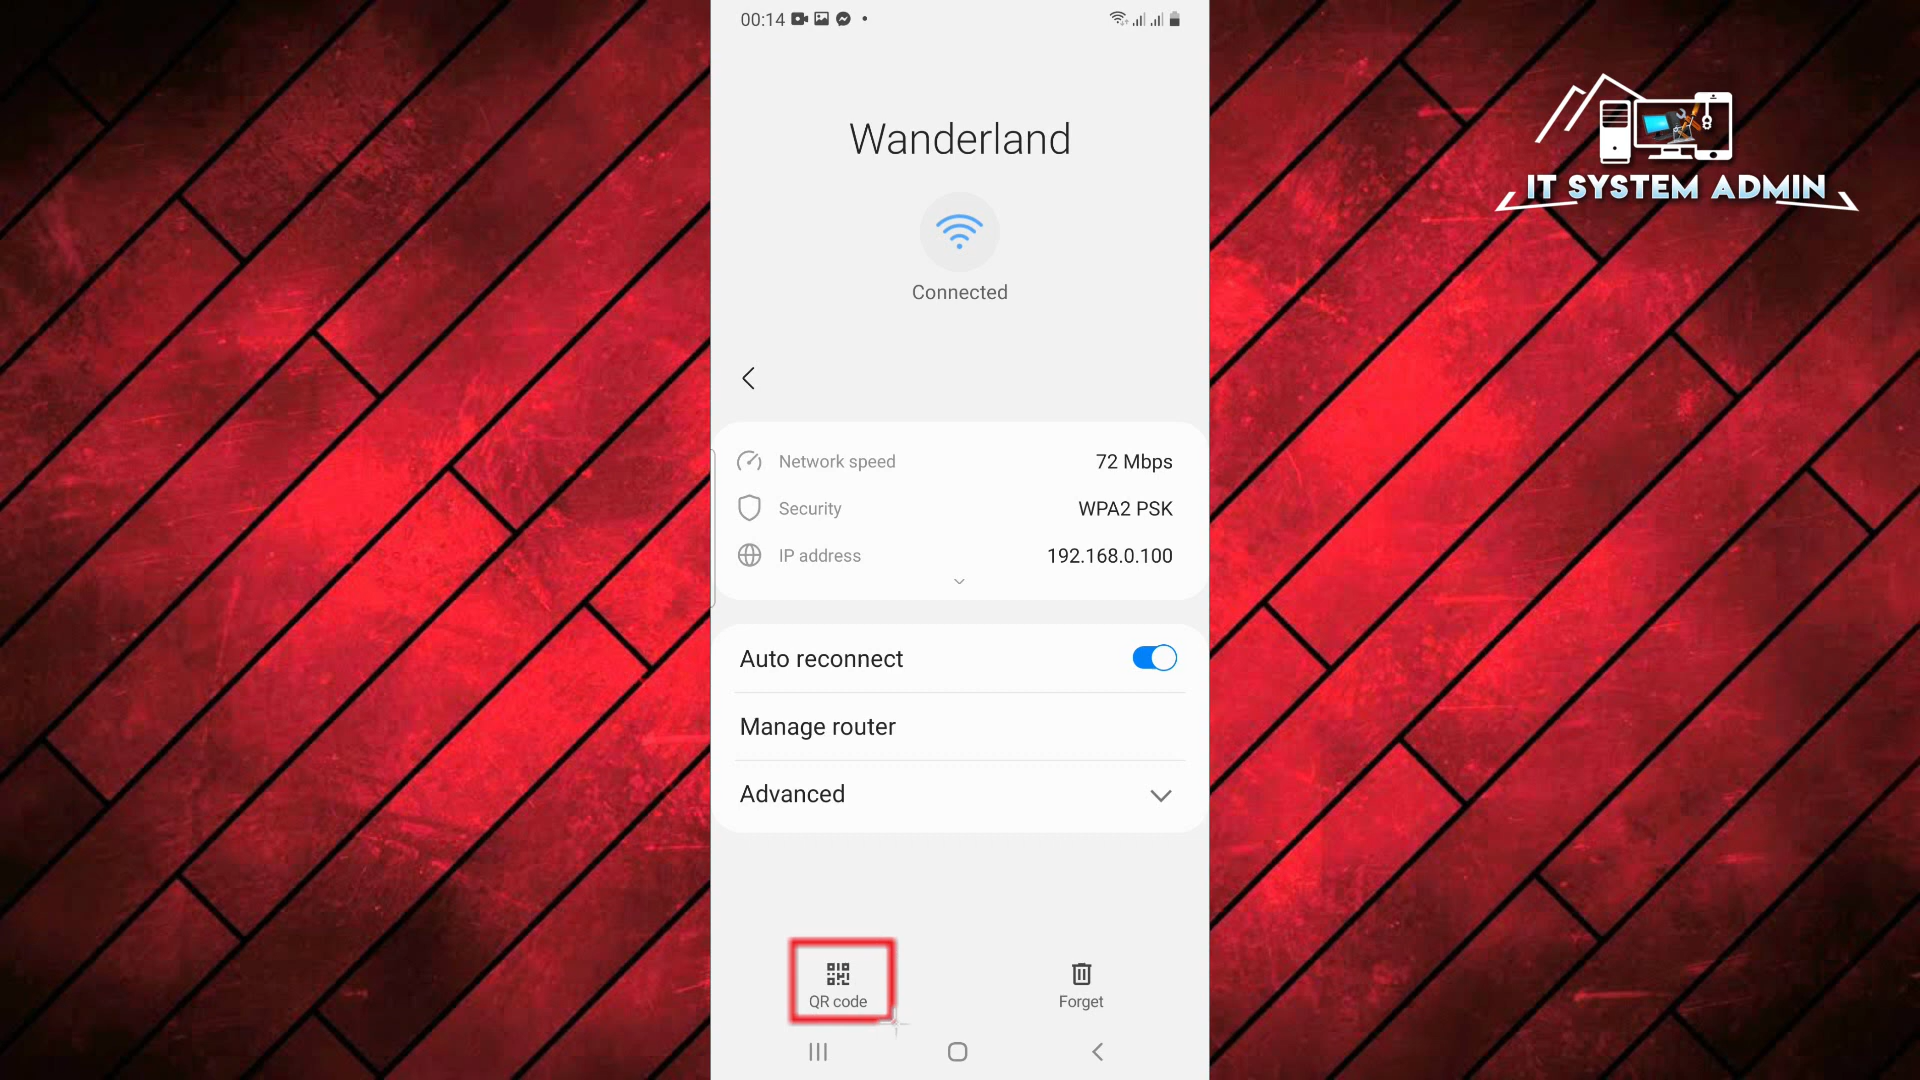 00:14
Wanderland
Connected
Network speed 72 Mbps
Security WPA2 PSK
IP address 192.168.0.100
Auto reconnect
Manage router
Advanced
QR code Forget
IT SYSTEM ADMIN